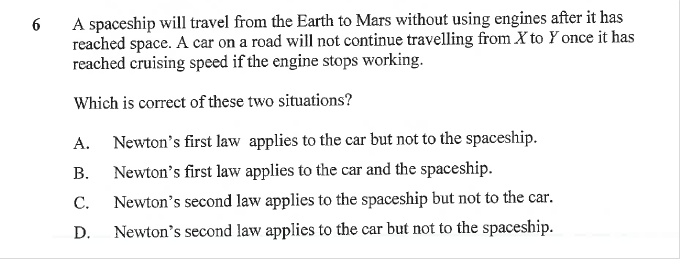 6 A spaceship will travel from the Earth to Mars without using engines after it has
reached space. A car on a road will not continue travelling from X to Y once it has
reached cruising speed if the engine stops working.
Which is correct of these two situations?
A. Newton's first law applies to the car but not to the spaceship.
B. Newton's first law applies to the car and the spaceship.
C. Newton's second law applies to the spaceship but not to the car.
D. Newton's second law applies to the car but not to the spaceship.